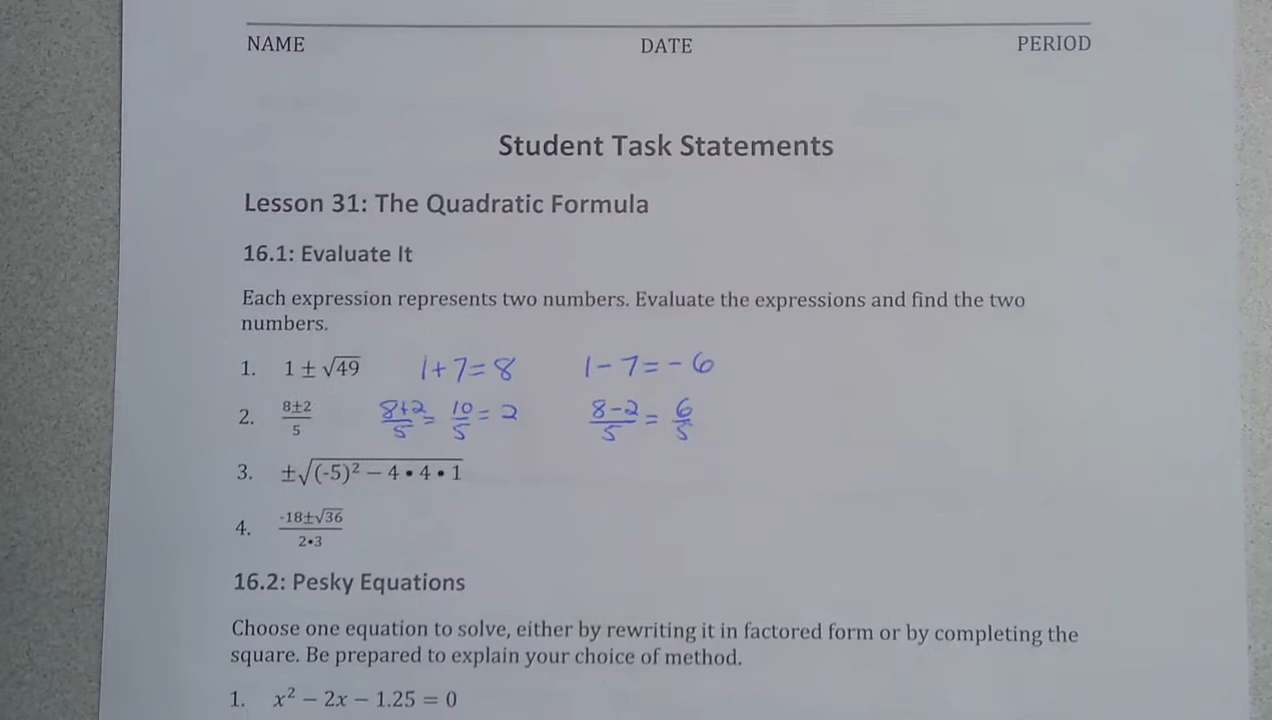 NAME DATE PERIOD
Student Task Statements
Lesson 31: The Quadratic Formula
16.1: Evaluate It
Each expression represents two numbers. Evaluate the expressions and find the two
numbers.
1. 1 ± √49 1+7=8 1-7=-6
2. 8±2/5 8+2/5 = 10/5 = 2 8-2/5 = 6/5
3. ±√(-5)² – 4 • 4 • 1
4. -18±√36/2•3
16.2: Pesky Equations
Choose one equation to solve, either by rewriting it in factored form or by completing the
square. Be prepared to explain your choice of method.
1. x² – 2x – 1.25 = 0